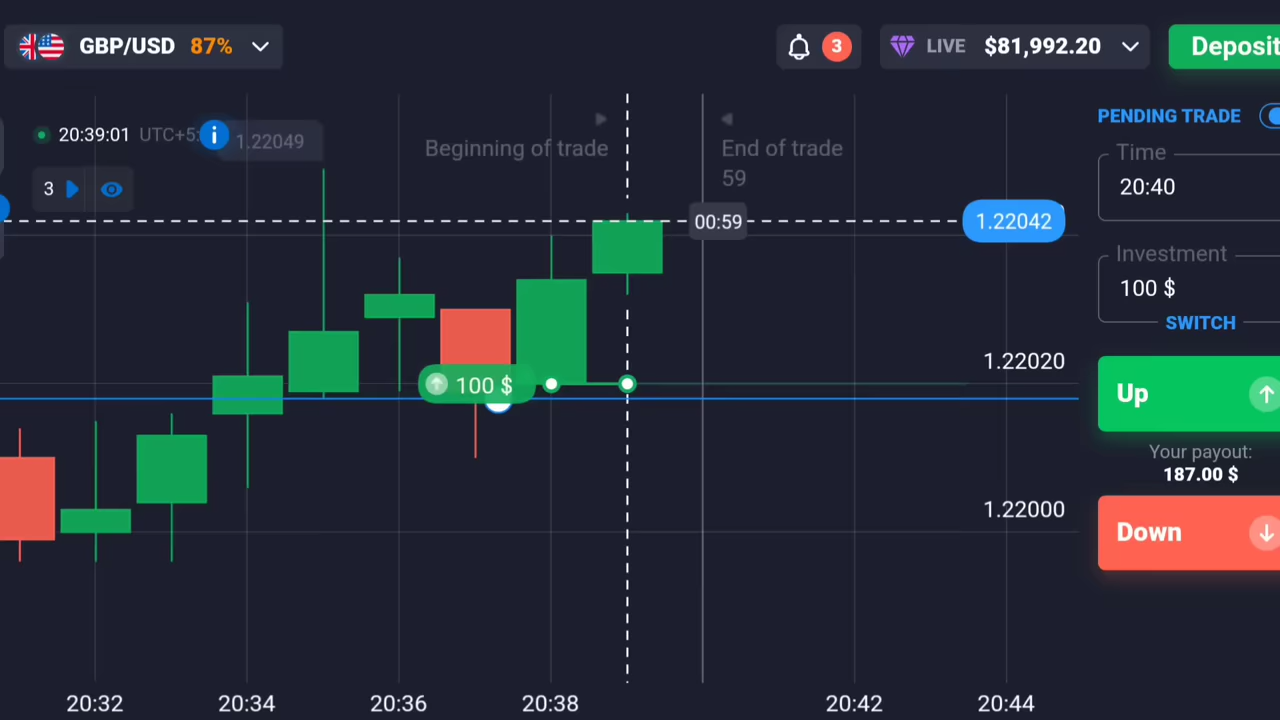 GBP/USD 87%
3
LIVE $81,992.20
Deposit
20:39:01 UTC+5:
i
1.22049
3
Beginning of trade
End of trade
59
00:59
1.22042
100 $
1.22020
1.22000
20:32
20:34
20:36
20:38
20:42
20:44
PENDING TRADE
Time
20:40
Investment
100 $
SWITCH
Up
Your payout:
187.00 $
Down